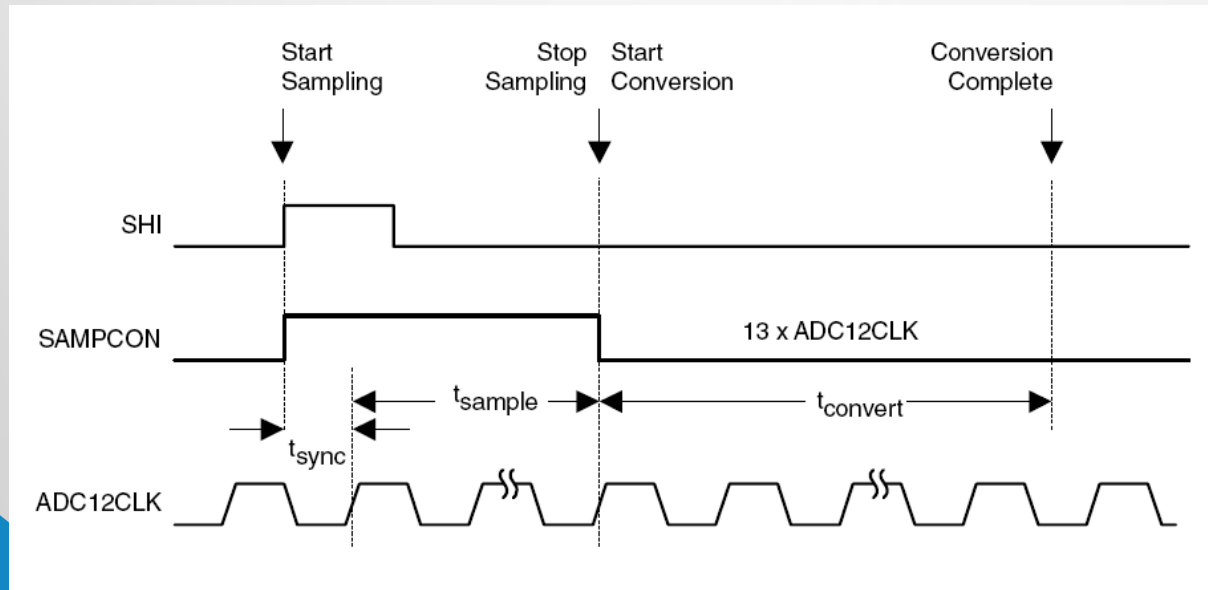 Start
Sampling
Stop
Sampling
Start
Conversion
Conversion
Complete
SHI
SAMPCON
13 x ADC12CLK
tsample
tconvert
tsync
ADC12CLK